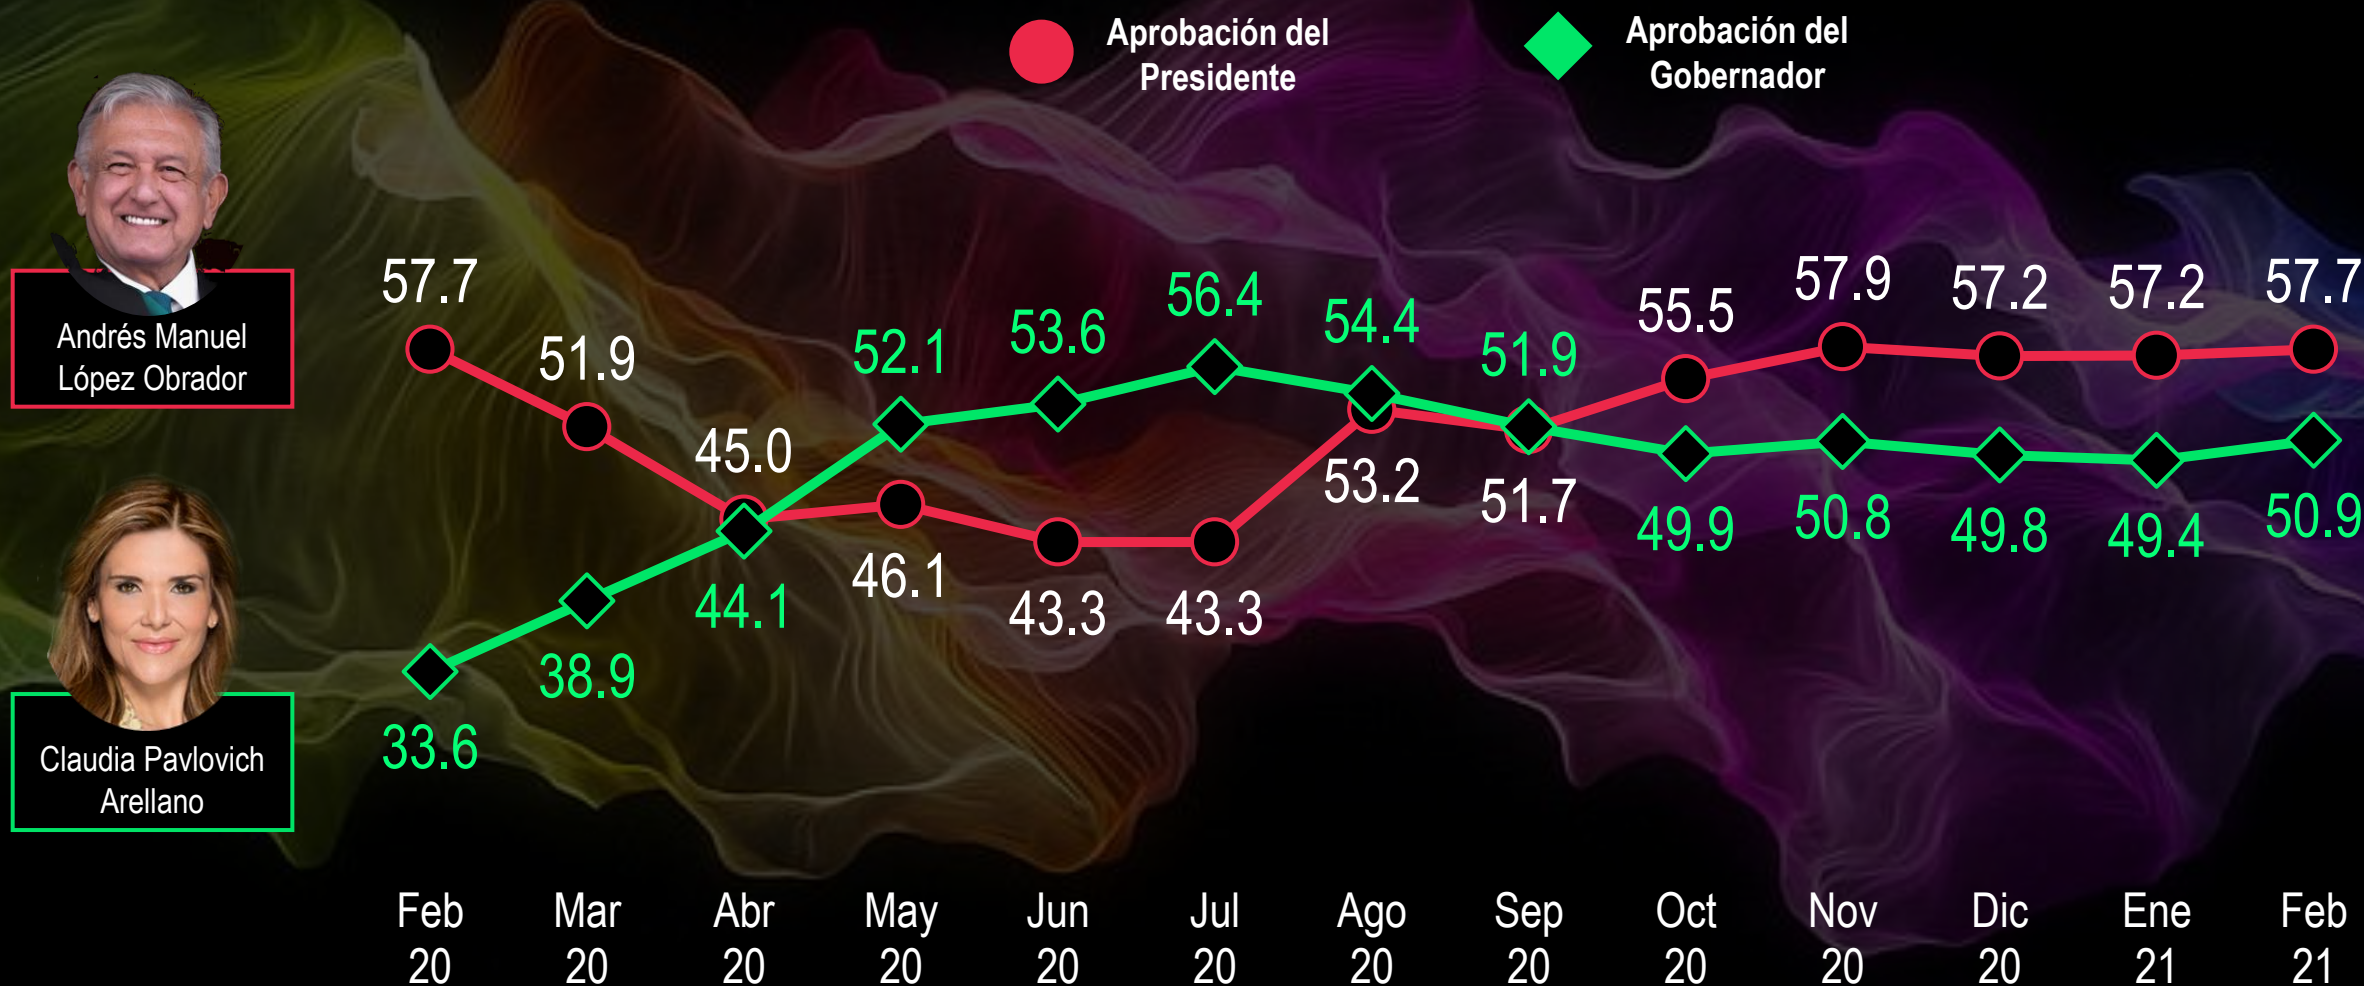 Aprobación del
Presidente
Aprobación del
Gobernador
Andrés Manuel
López Obrador
57.7
51.9
45.0
46.1
43.3
43.3
53.2
51.7
55.5
57.9
57.2
57.2
57.7
Claudia Pavlovich
Arellano
33.6
38.9
44.1
52.1
53.6
56.4
54.4
51.9
49.9
50.8
49.8
49.4
50.9
Feb Mar Abr May Jun Jul Ago Sep Oct Nov Dic Ene Feb
20 20 20 20 20 20 20 20 20 20 20 21 21